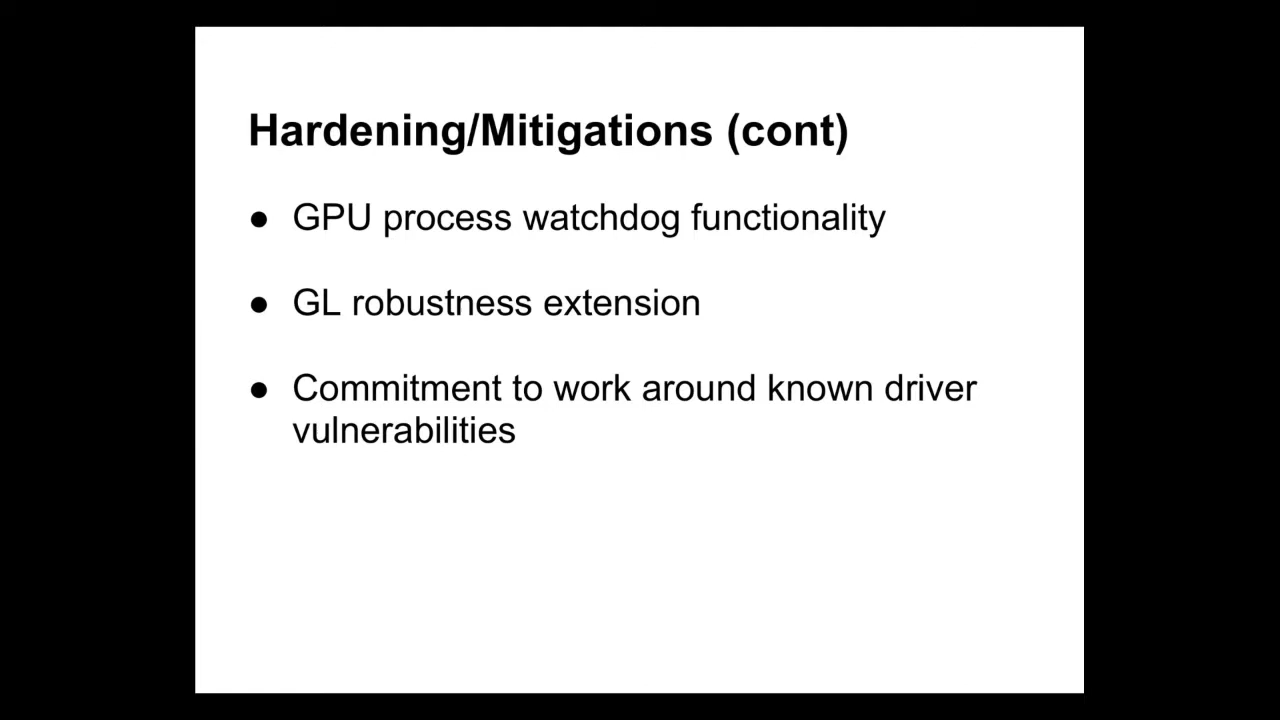 Hardening/Mitigations (cont)
● GPU process watchdog functionality
● GL robustness extension
● Commitment to work around known driver
vulnerabilities